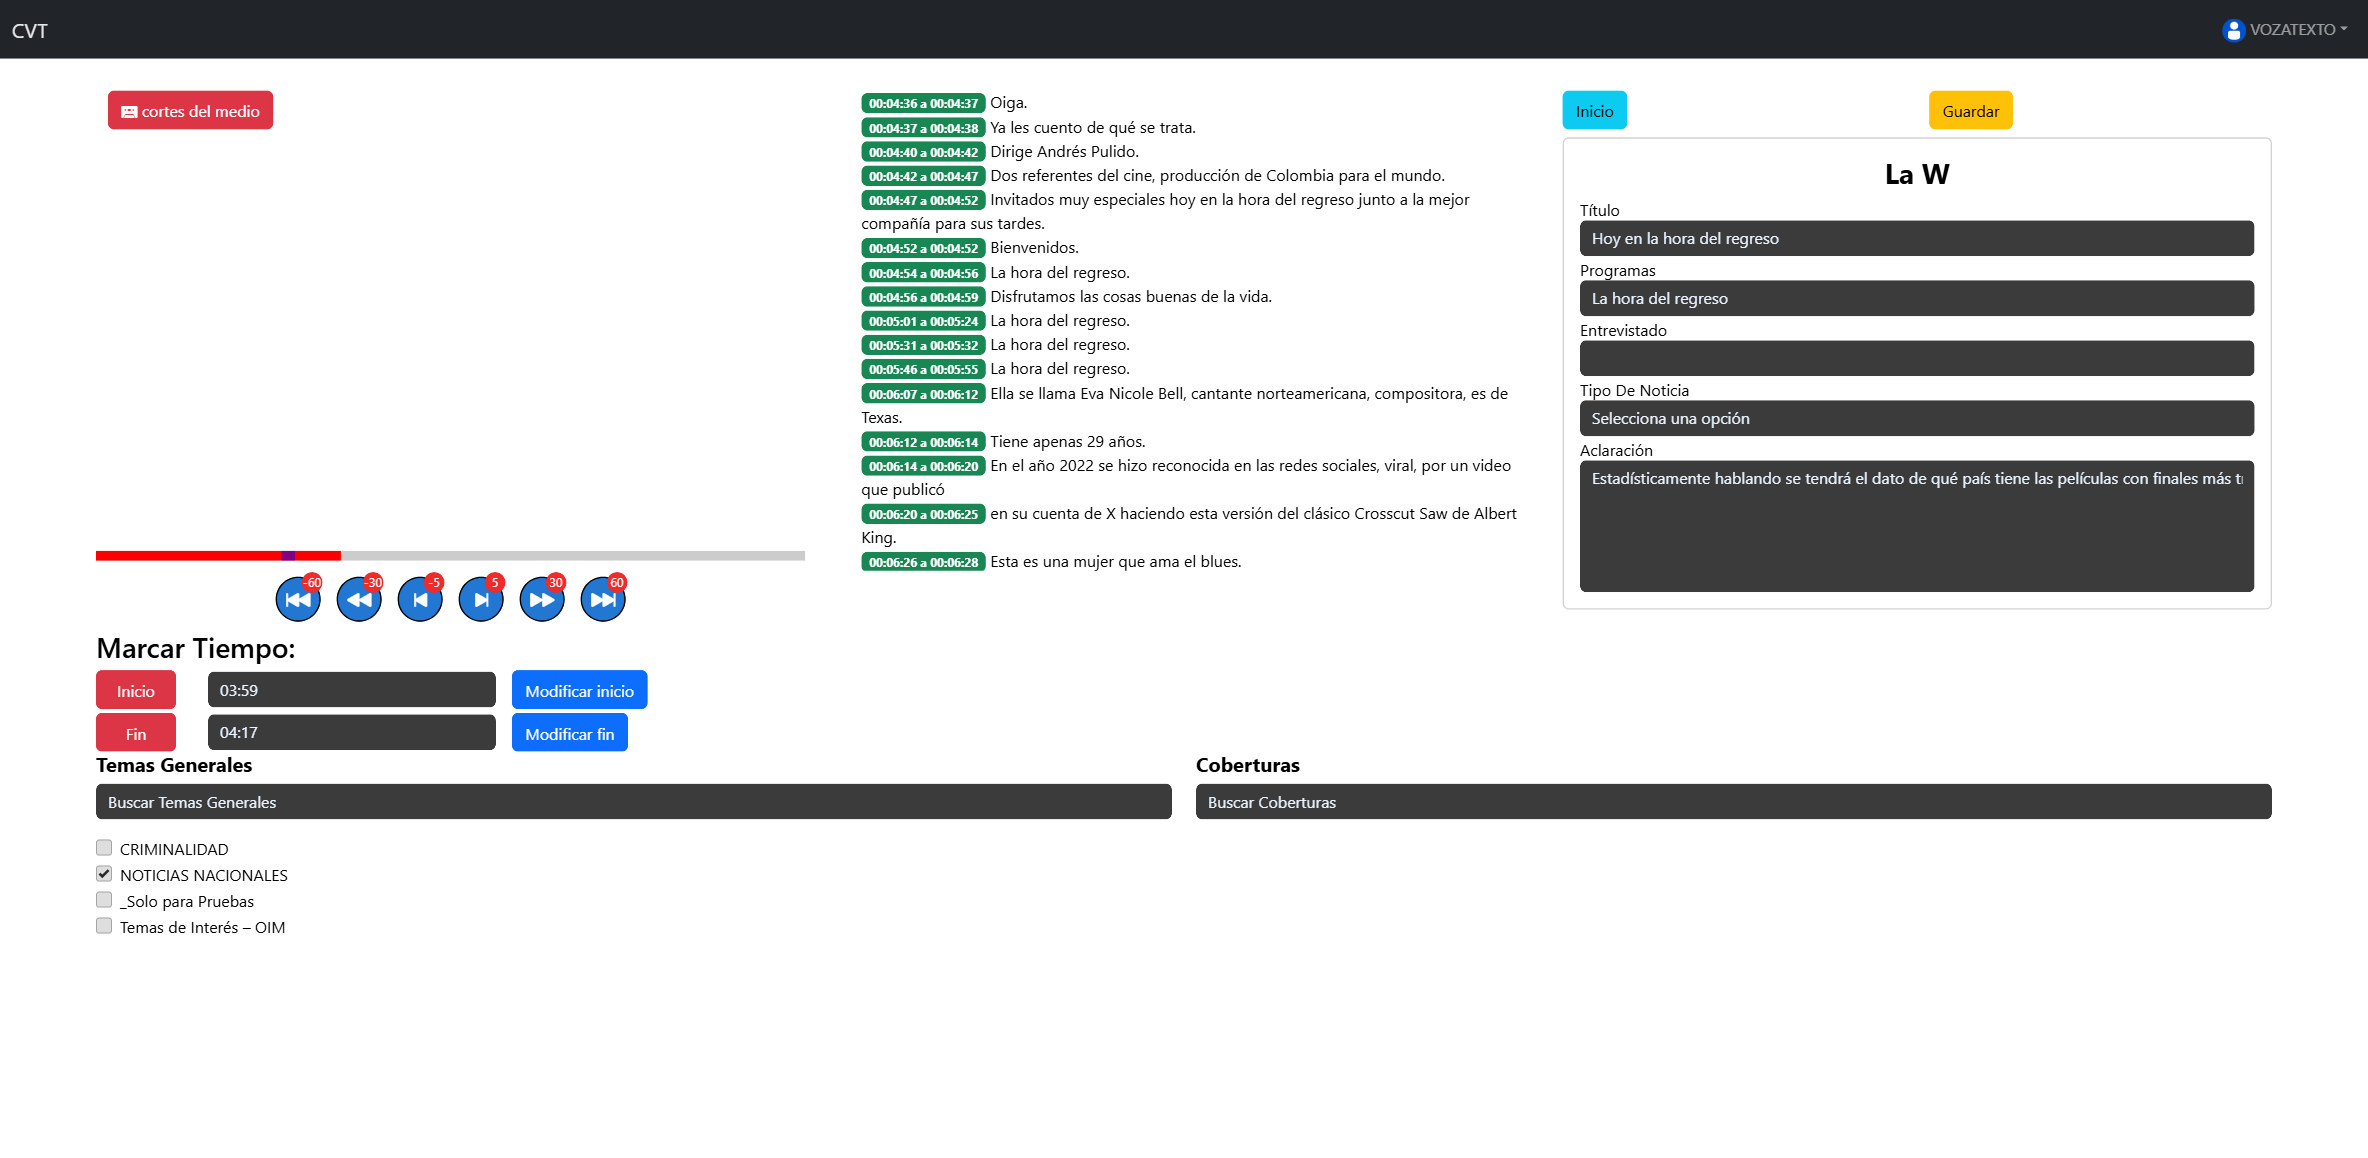 CVT
VOZATEXTO
cortes del medio
-60
-30
-5
5
30
60
Marcar Tiempo:
Inicio
03:59
Modificar inicio
Fin
04:17
Modificar fin
00:04:36 a 00:04:37 Oiga.
00:04:37 a 00:04:38 Ya les cuento de qué se trata.
00:04:40 a 00:04:42 Dirige Andrés Pulido.
00:04:42 a 00:04:47 Dos referentes del cine, producción de Colombia para el mundo.
00:04:47 a 00:04:52 Invitados muy especiales hoy en la hora del regreso junto a la mejor
compañía para sus tardes.
00:04:52 a 00:04:52 Bienvenidos.
00:04:54 a 00:04:56 La hora del regreso.
00:04:56 a 00:04:59 Disfrutamos las cosas buenas de la vida.
00:05:01 a 00:05:24 La hora del regreso.
00:05:31 a 00:05:32 La hora del regreso.
00:05:46 a 00:05:55 La hora del regreso.
00:06:07 a 00:06:12 Ella se llama Eva Nicole Bell, cantante norteamericana, compositora, es de
Texas.
00:06:12 a 00:06:14 Tiene apenas 29 años.
00:06:14 a 00:06:20 En el año 2022 se hizo reconocida en las redes sociales, viral, por un video
que publicó
00:06:20 a 00:06:25 en su cuenta de X haciendo esta versión del clásico Crosscut Saw de Albert
King.
00:06:26 a 00:06:28 Esta es una mujer que ama el blues.
Inicio
Guardar
La W
Título
Hoy en la hora del regreso
Programas
La hora del regreso
Entrevistado
Tipo De Noticia
Selecciona una opción
Aclaración
Estadísticamente hablando se tendrá el dato de qué país tiene las películas con finales más
Temas Generales
Buscar Temas Generales
CRIMINALIDAD
NOTICIAS NACIONALES
_Solo para Pruebas
Temas de Interés – OIM
Coberturas
Buscar Coberturas